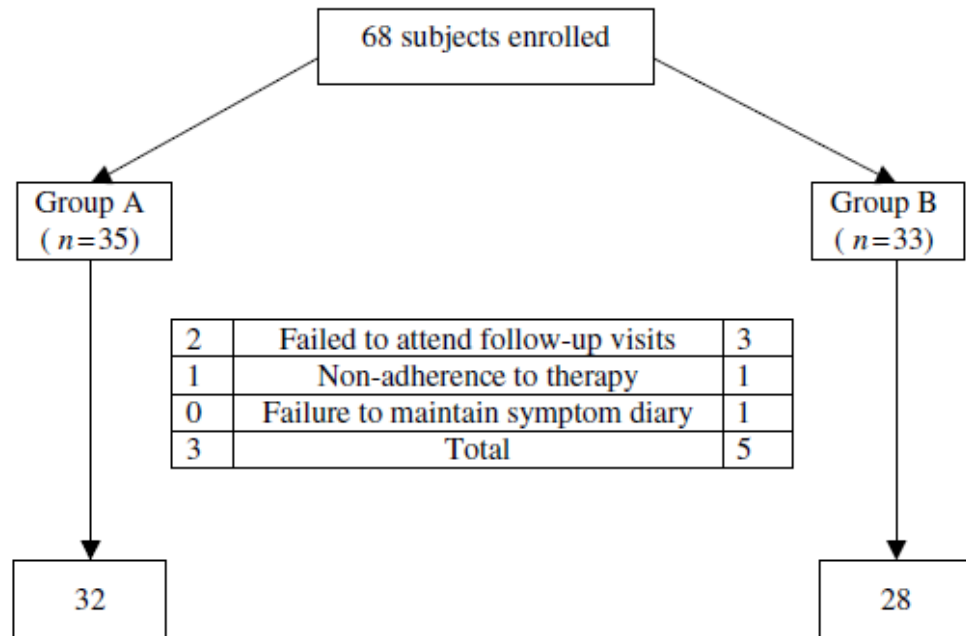 68 subjects enrolled
Group A
( n=35)
Group B
( n=33)
2 Failed to attend follow-up visits 3
1 Non-adherence to therapy 1
0 Failure to maintain symptom diary 1
3 Total 5
32
28